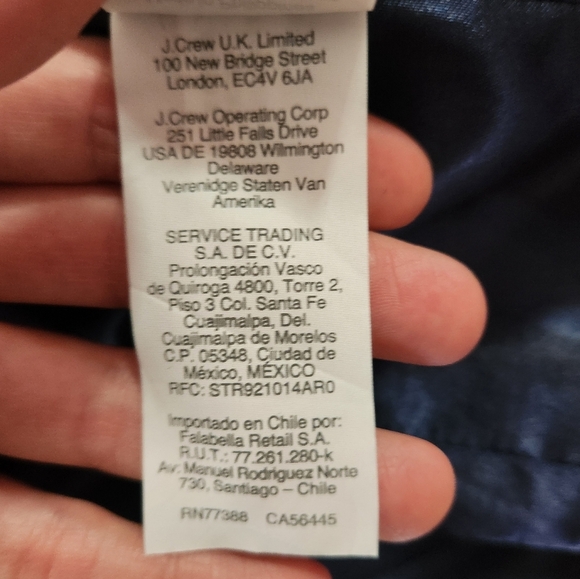 J.Crew U.K. Limited
100 New Bridge Street
London, EC4V 6JA
J.Crew Operating Corp
251 Little Falls Drive
USA DE 19808 Wilmington
Delaware
Verenidge Staten Van
Amerika
SERVICE TRADING
S.A. DE C.V.
Prolongación Vasco
de Quiroga 4800, Torre 2,
Piso 3 Col. Santa Fe
Cuajimalpa, Del.
Cuajimalpa de Morelos
C.P. 05348, Ciudad de
México, MÉXICO
RFC: STR921014AR0
Importado en Chile por:
Falabella Retail S.A.
R.U.T.: 77.261.280-k
Av. Manuel Rodriguez Norte
730, Santiago – Chile
RN77388 CA56445